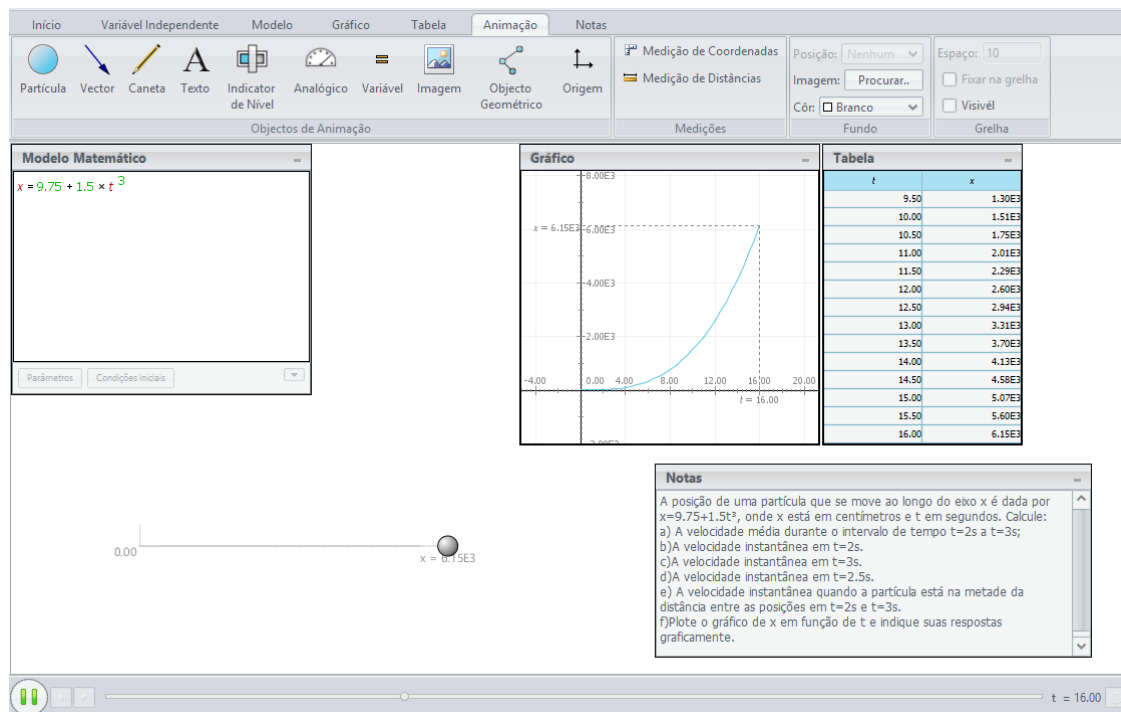 Início Variável Independente Modelo Gráfico Tabela Animação Notas
Partícula Vector Caneta Texto Indicator de Nível Analógico Variável Imagem Objecto Geométrico Origem
Objectos de Animação
Medição de Coordenadas
Medição de Distâncias
Medições
Posição: Nenhum
Imagem: Procurar..
Côr: Branco
Fundo
Espaço: 10
Fixar na grelha
Visivél
Grelha
Modelo Matemático
x = 9.75 + 1.5 × t³
Parâmetros Condições Iniciais
Gráfico
8.00E3
x = 6.15E3 6.00E3
4.00E3
2.00E3
-4.00 0.00 4.00 8.00 12.00 16.00 20.00
t = 16.00
Tabela
t x
9.50 1.30E3
10.00 1.51E3
10.50 1.75E3
11.00 2.01E3
11.50 2.29E3
12.00 2.60E3
12.50 2.94E3
13.00 3.31E3
13.50 3.70E3
14.00 4.13E3
14.50 4.58E3
15.00 5.07E3
15.50 5.60E3
16.00 6.15E3
0.00
x = 6.15E3
Notas
A posição de uma partícula que se move ao longo do eixo x é dada por
x=9.75+1.5t³, onde x está em centímetros e t em segundos. Calcule:
a) A velocidade média durante o intervalo de tempo t=2s a t=3s;
b)A velocidade instantânea em t=2s.
c)A velocidade instantânea em t=3s.
d)A velocidade instantânea em t=2.5s.
e) A velocidade instantânea quando a partícula está na metade da
distância entre as posições em t=2s e t=3s.
f)Plote o gráfico de x em função de t e indique suas respostas
graficamente.
t = 16.00